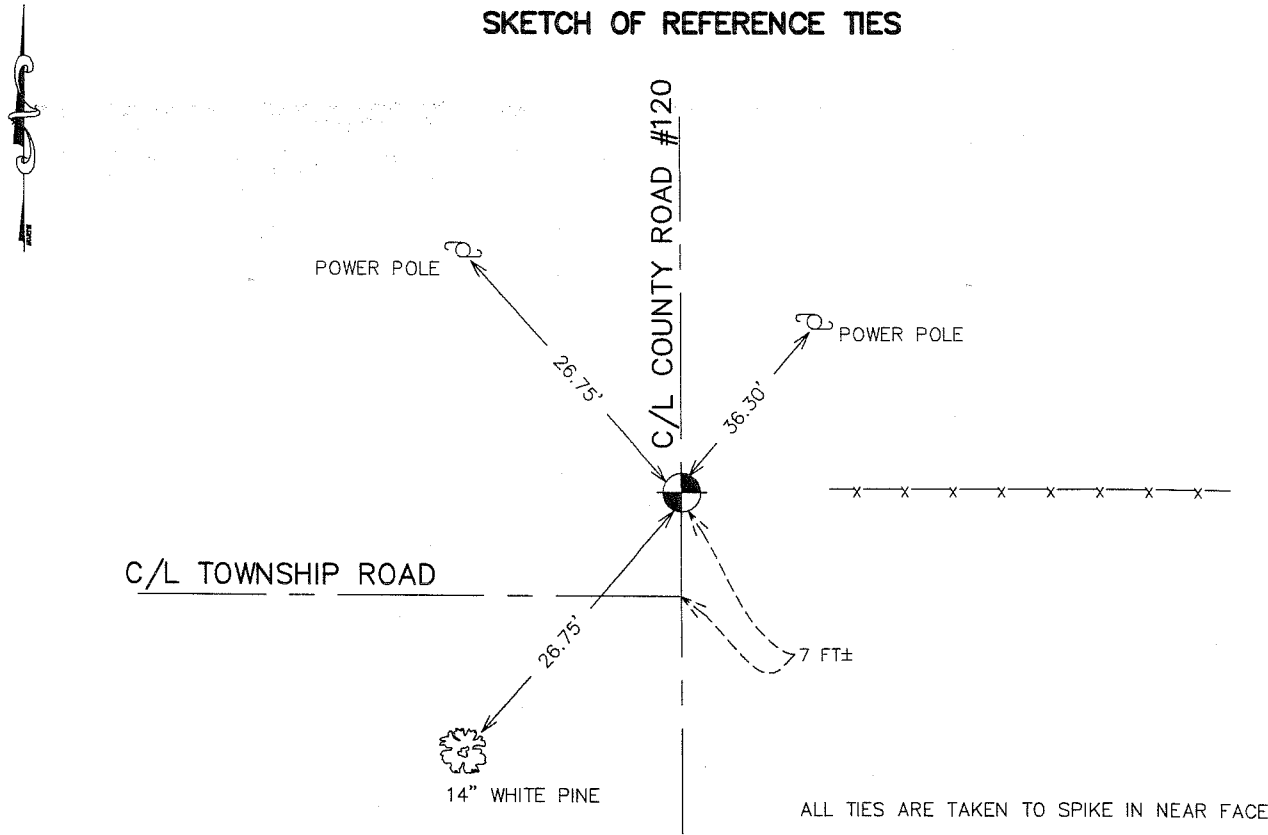 SKETCH OF REFERENCE TIES
C/L COUNTY ROAD #120
POWER POLE
POWER POLE
26.75'
36.30'
C/L TOWNSHIP ROAD
26.75'
7 FT±
14" WHITE PINE
ALL TIES ARE TAKEN TO SPIKE IN NEAR FACE